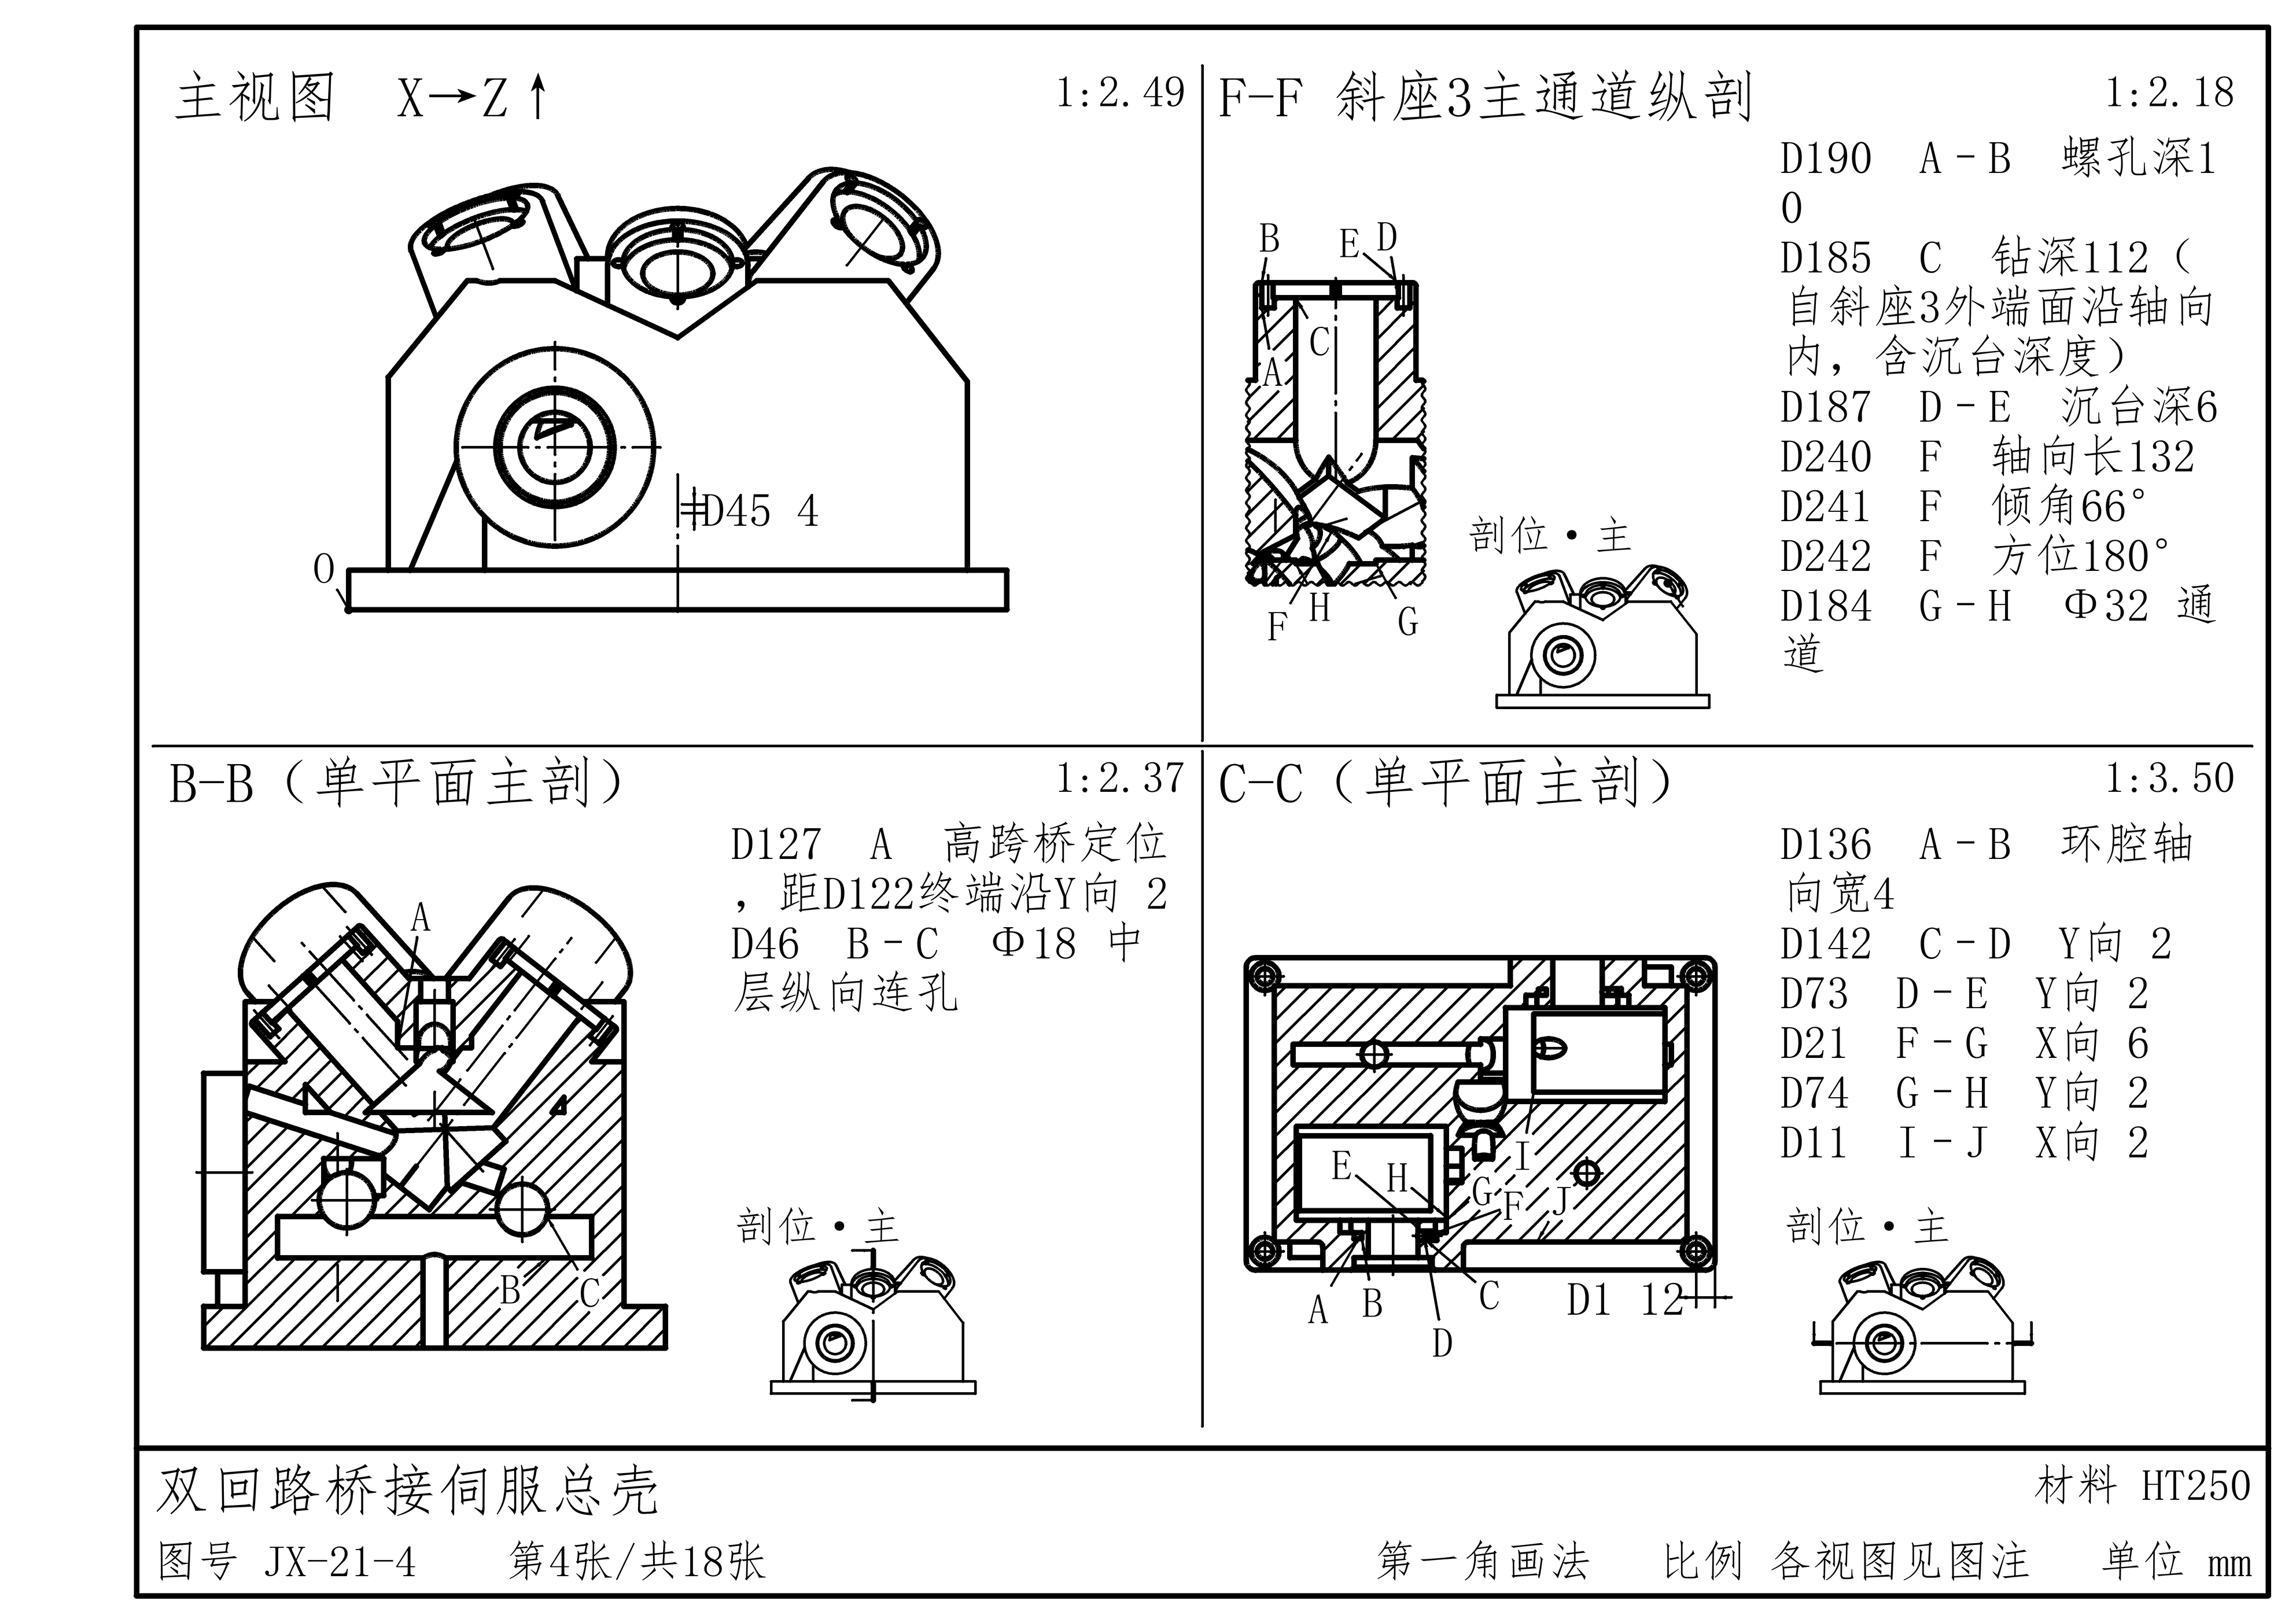 主视图 X→Z↑ 1:2.49
D45 4
O
F—F 斜座3主通道纵剖 1:2.18
D190 A-B 螺孔深1
0
D185 C 钻深112（
自斜座3外端面沿轴向
内，含沉台深度）
D187 D-E 沉台深6
D240 F 轴向长132
D241 F 倾角66°
D242 F 方位180°
D184 G-H Φ32 通
道
B
E
D
C
A
F
H
G
剖位·主
B—B（单平面主剖） 1:2.37
D127 A 高跨桥定位
，距D122终端沿Y向 2
D46 B-C Φ18 中
层纵向连孔
A
B
C
剖位·主
C—C（单平面主剖） 1:3.50
D136 A-B 环腔轴
向宽4
D142 C-D Y向 2
D73 D-E Y向 2
D21 F-G X向 6
D74 G-H Y向 2
D11 I-J X向 2
I
E
H
G
F
J
A
B
C
D
D1 12
剖位·主
双回路桥接伺服总壳 材料 HT250
图号 JX-21-4 第4张/共18张 第一角画法 比例 各视图见图注 单位 mm